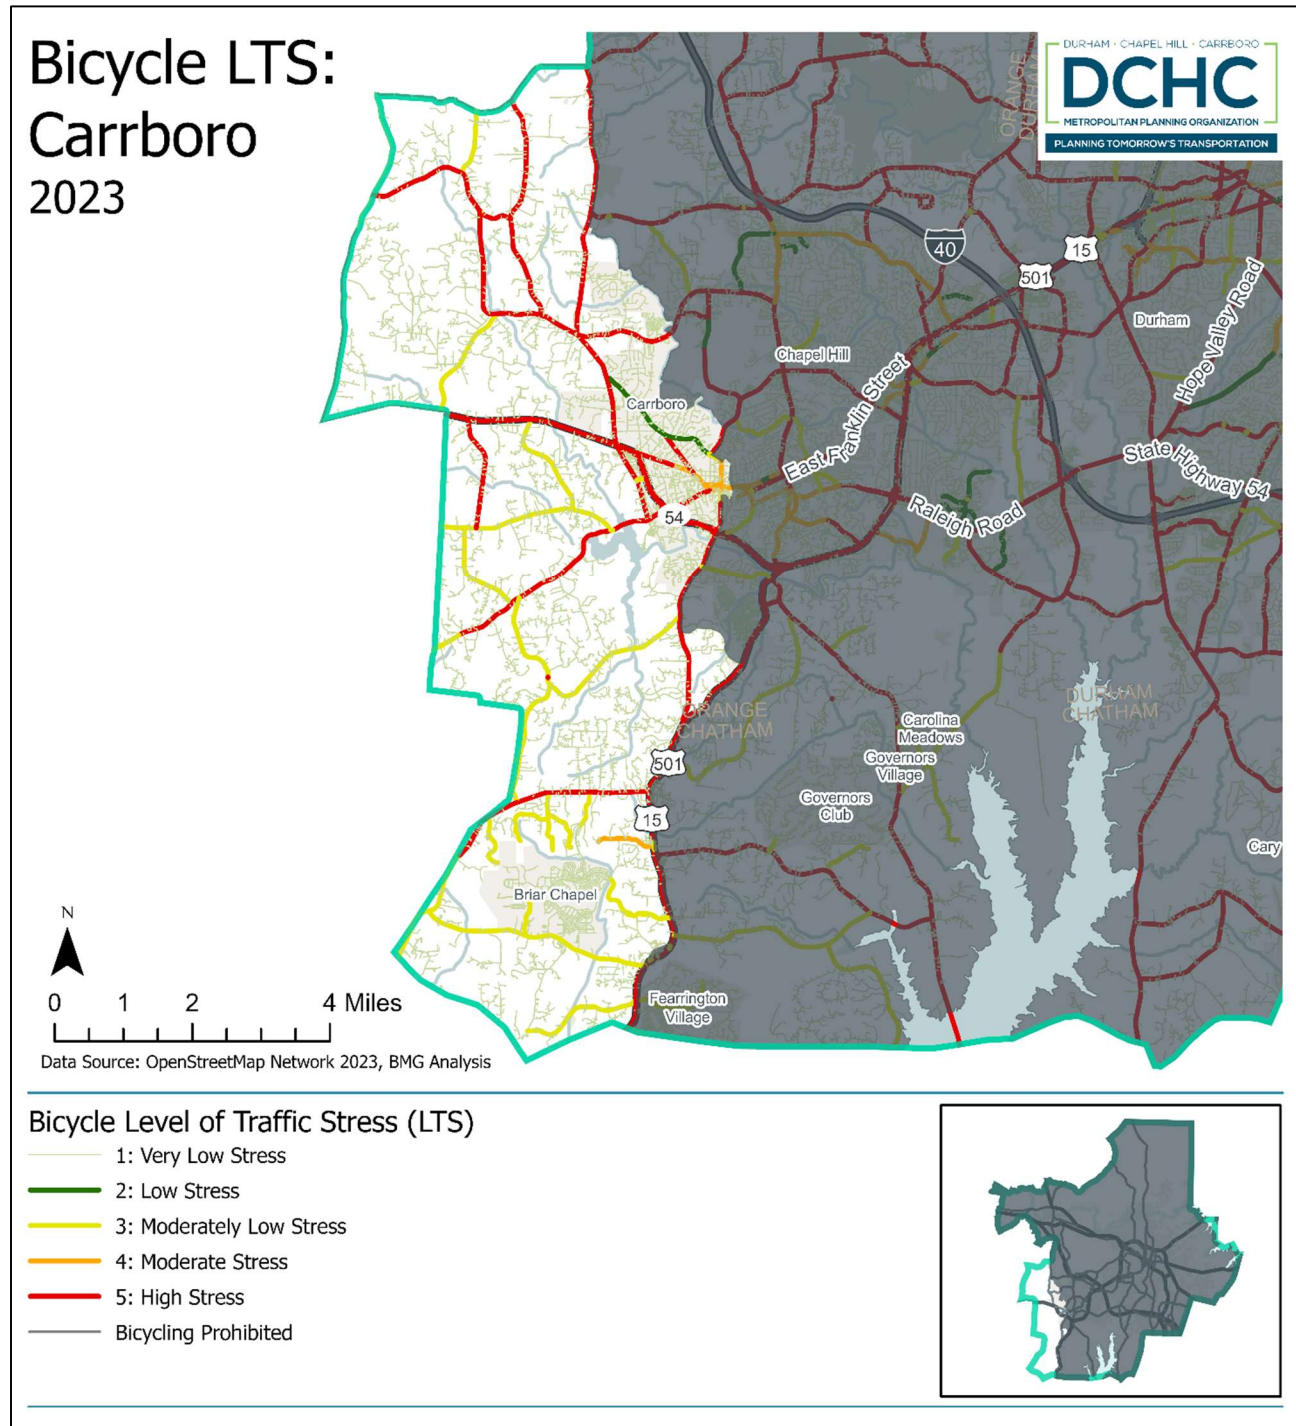 Bicycle LTS:
Carrboro
2023
DURHAM · CHAPEL HILL · CARRBORO
DCHC
METROPOLITAN PLANNING ORGANIZATION
PLANNING TOMORROW'S TRANSPORTATION
ORANGE
DURHAM
40
15
501
Hope Valley Road
Durham
Chapel Hill
East Franklin Street
Carrboro
State Highway 54
Raleigh Road
54
ORANGE
CHATHAM
DURHAM
CHATHAM
Carolina
Meadows
Governors
Village
501
Governors
Club
15
Cary
Briar Chapel
Fearrington
Village
N
0 1 2 4 Miles
Data Source: OpenStreetMap Network 2023, BMG Analysis
Bicycle Level of Traffic Stress (LTS)
1: Very Low Stress
2: Low Stress
3: Moderately Low Stress
4: Moderate Stress
5: High Stress
Bicycling Prohibited